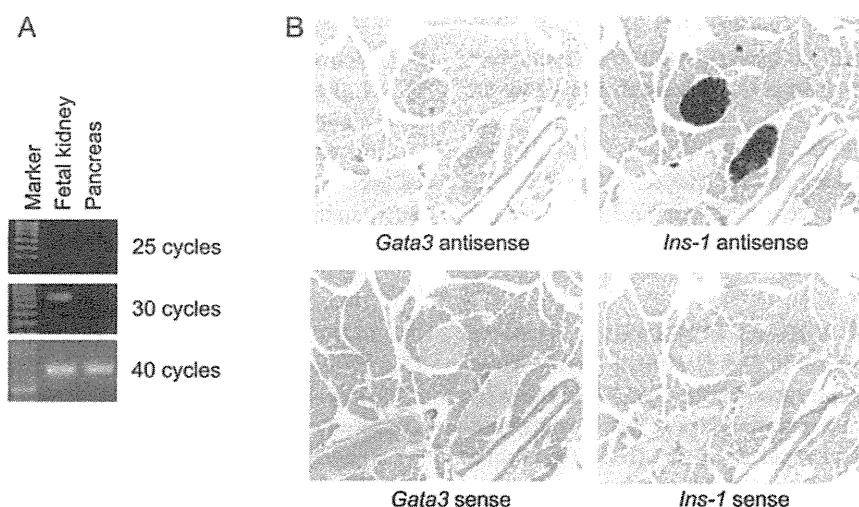 A
Marker
Fetal kidney
Pancreas
25 cycles
30 cycles
40 cycles
B
Gata3 antisense
Ins-1 antisense
Gata3 sense
Ins-1 sense